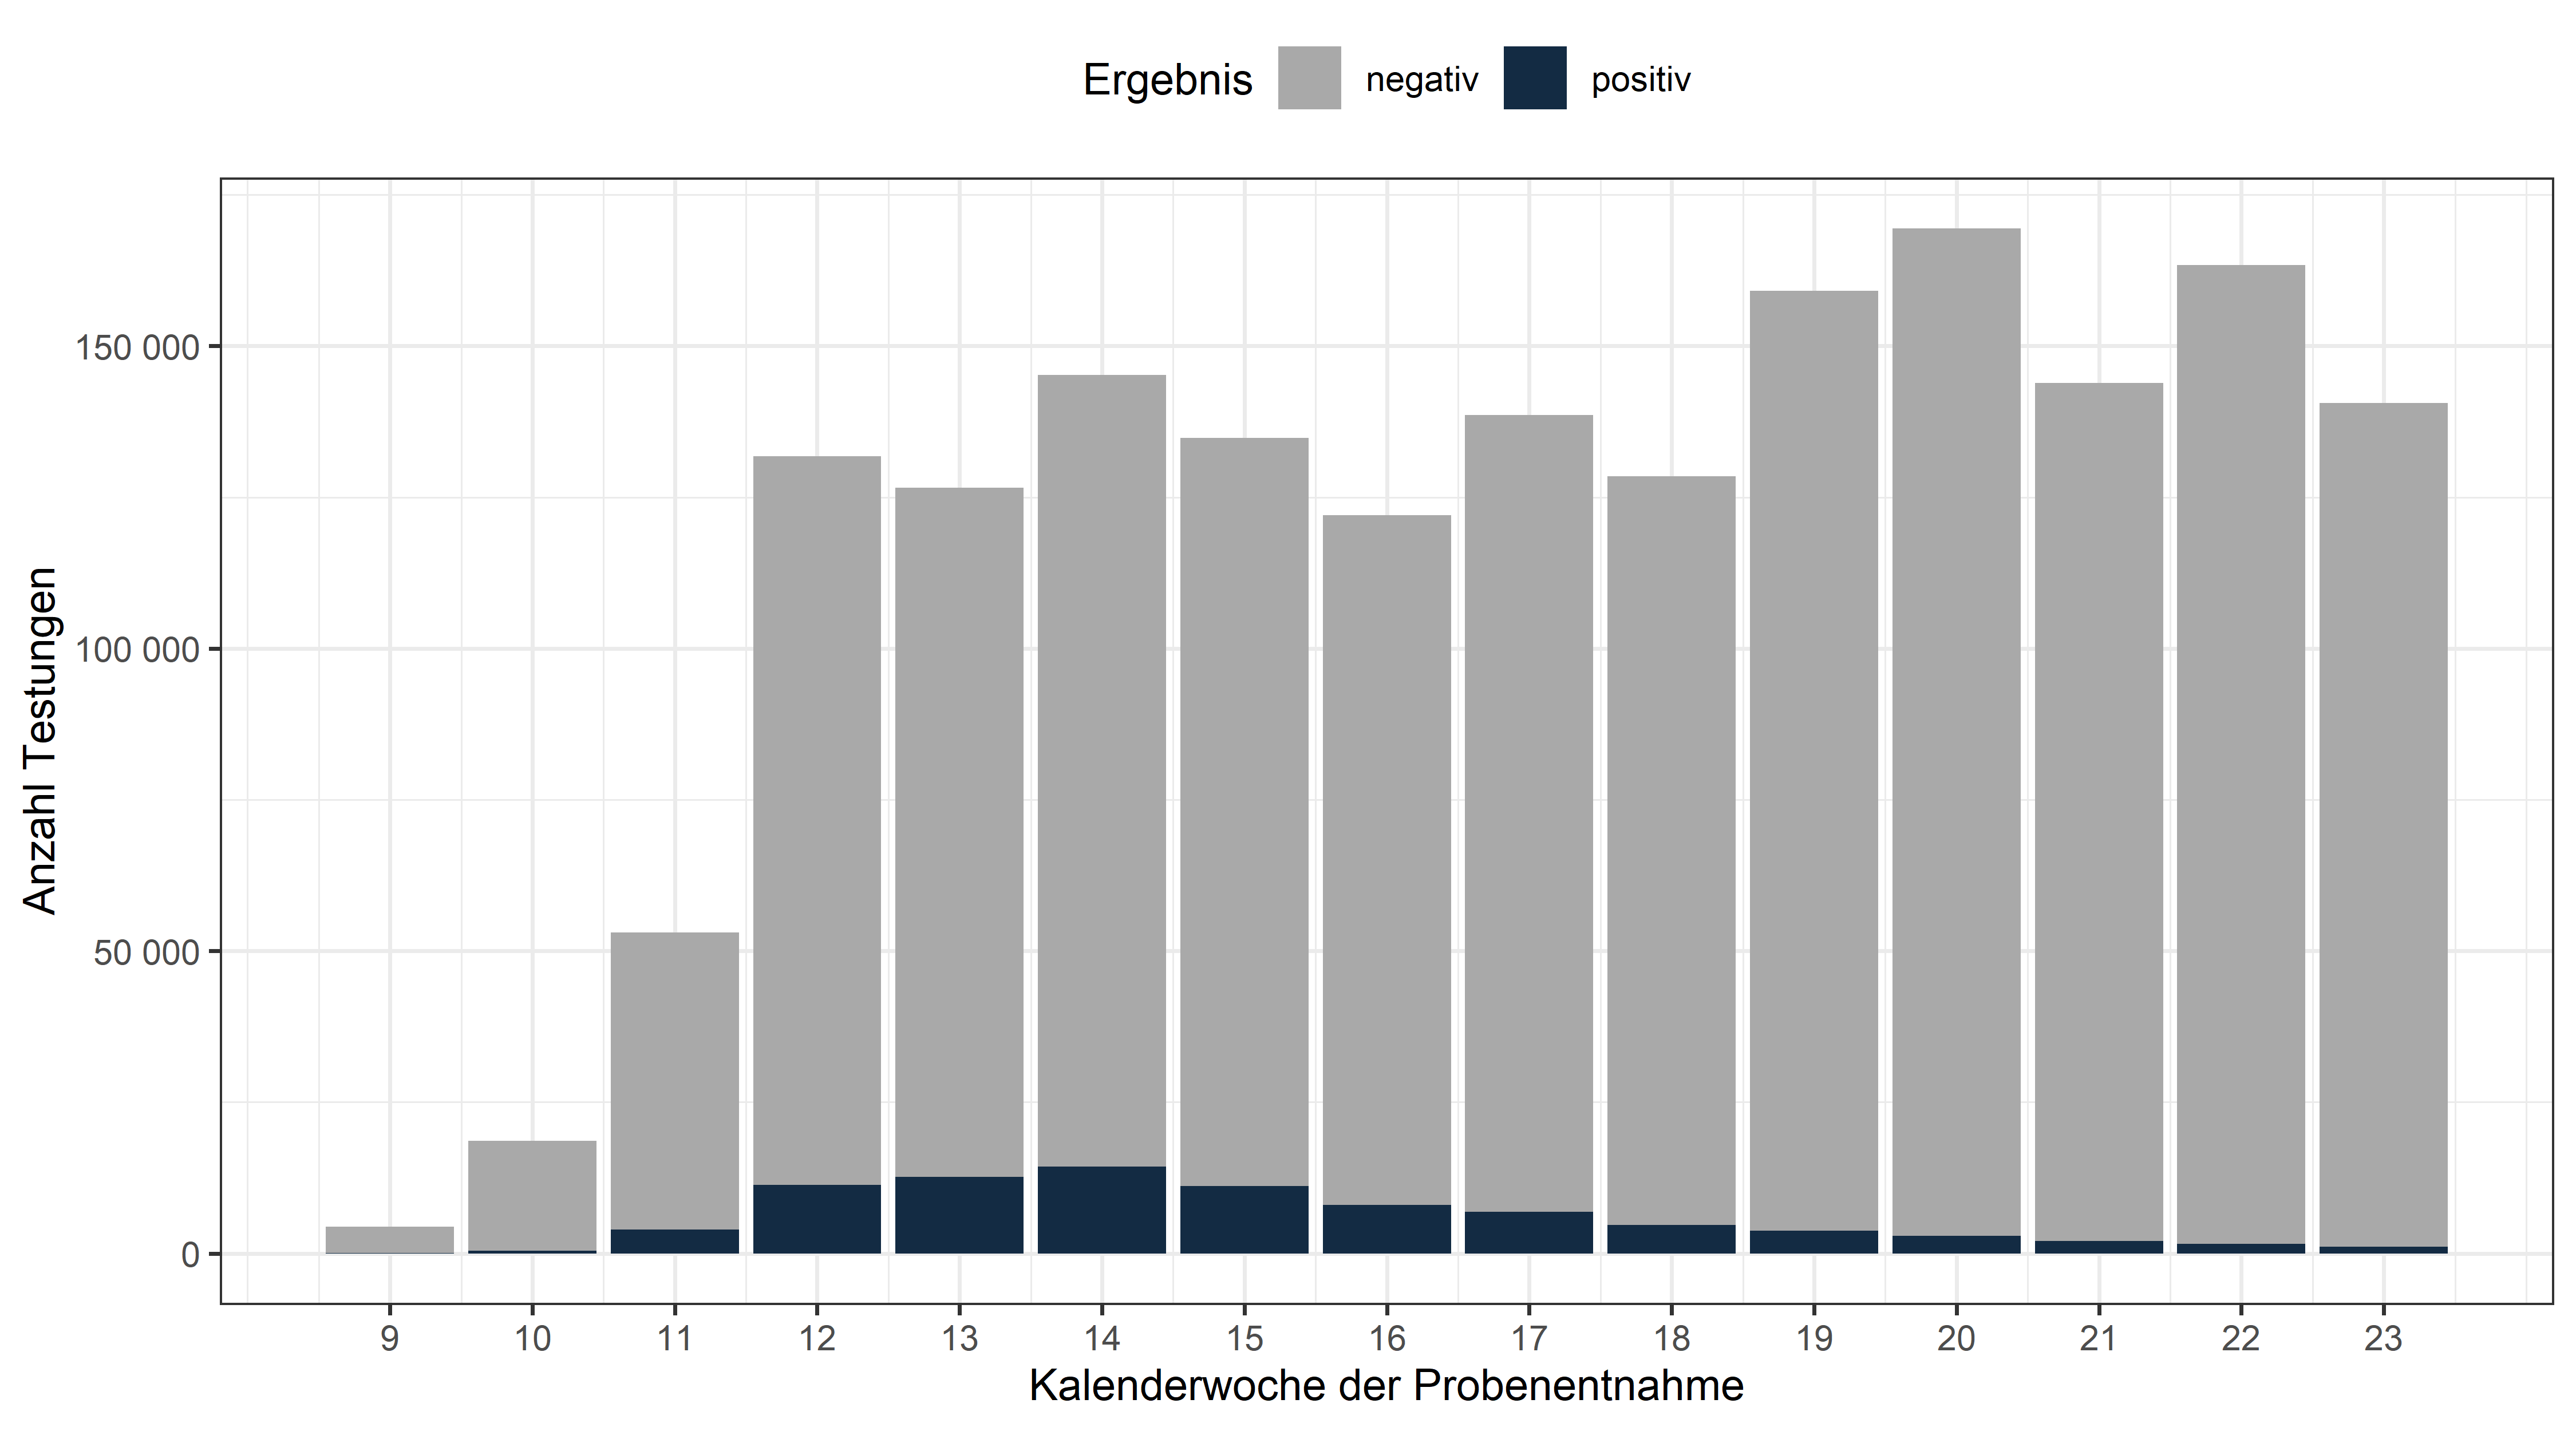 Ergebnis negativ positiv
Anzahl Testungen
150 000
100 000
50 000
0
9 10 11 12 13 14 15 16 17 18 19 20 21 22 23
Kalenderwoche der Probenentnahme